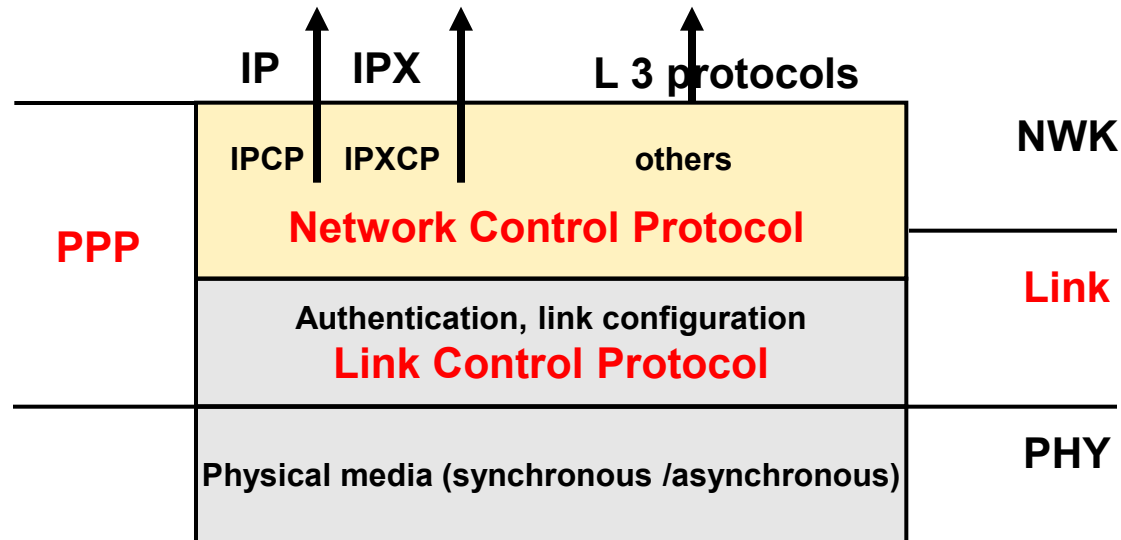 IP IPX L 3 protocols
NWK
IPCP IPXCP others
Network Control Protocol
PPP
Link
Authentication, link configuration
Link Control Protocol
PHY
Physical media (synchronous /asynchronous)